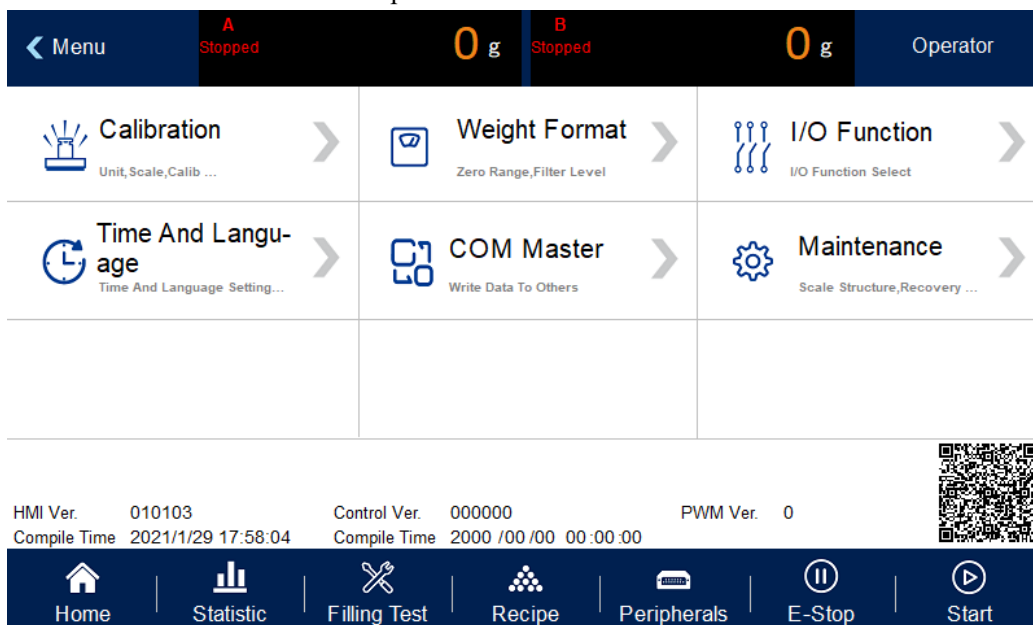 Menu
A
Stopped
0 g
B
Stopped
0 g
Operator
Calibration
Unit,Scale,Calib ...
Weight Format
Zero Range,Filter Level
I/O Function
I/O Function Select
Time And Langu-
age
Time And Language Setting...
COM Master
Write Data To Others
Maintenance
Scale Structure,Recovery ...
HMI Ver. 010103 Control Ver. 000000 PWM Ver. 0
Compile Time 2021/1/29 17:58:04 Compile Time 2000 /00 /00 00 :00 :00
Home Statistic Filling Test Recipe Peripherals E-Stop Start